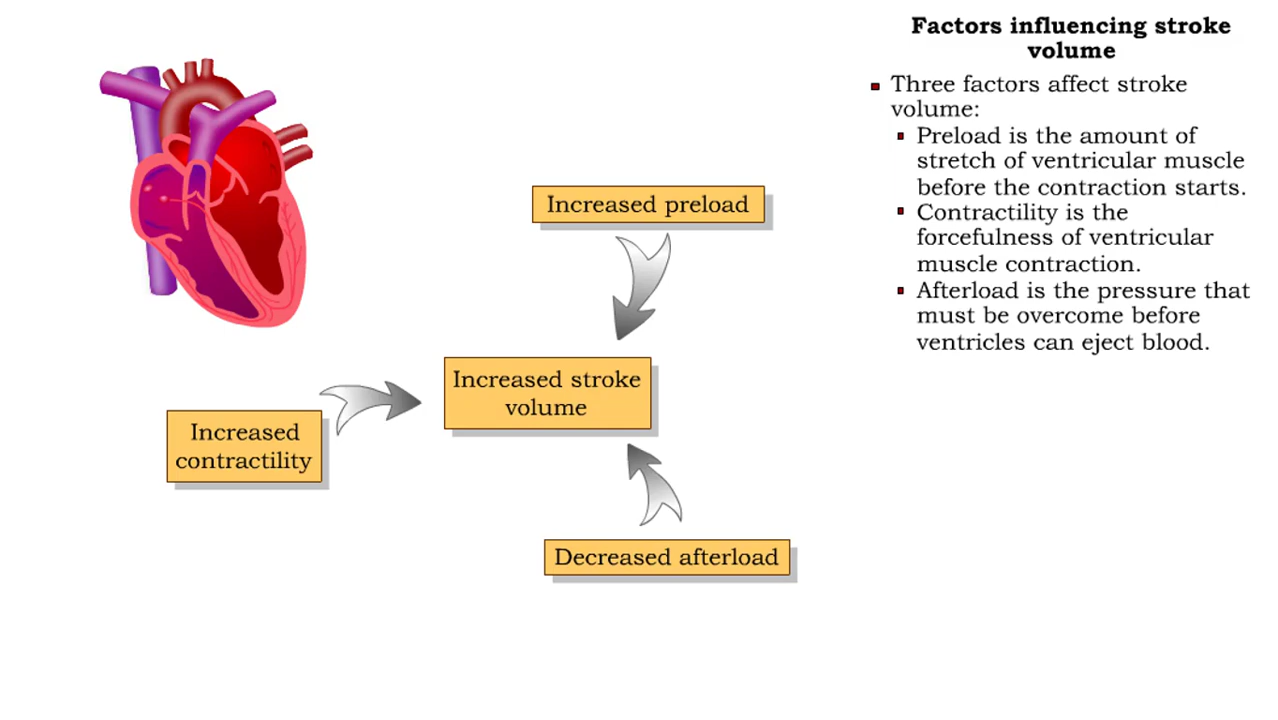 Factors influencing stroke
volume
Three factors affect stroke
volume:
Preload is the amount of
stretch of ventricular muscle
before the contraction starts.
Contractility is the
forcefulness of ventricular
muscle contraction.
Afterload is the pressure that
must be overcome before
ventricles can eject blood.
Increased preload
Increased stroke
volume
Increased
contractility
Decreased afterload